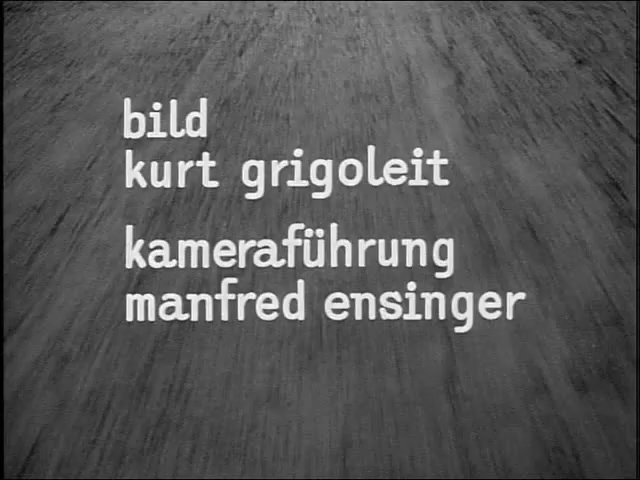 bild
kurt grigoleit
kameraführung
manfred ensinger